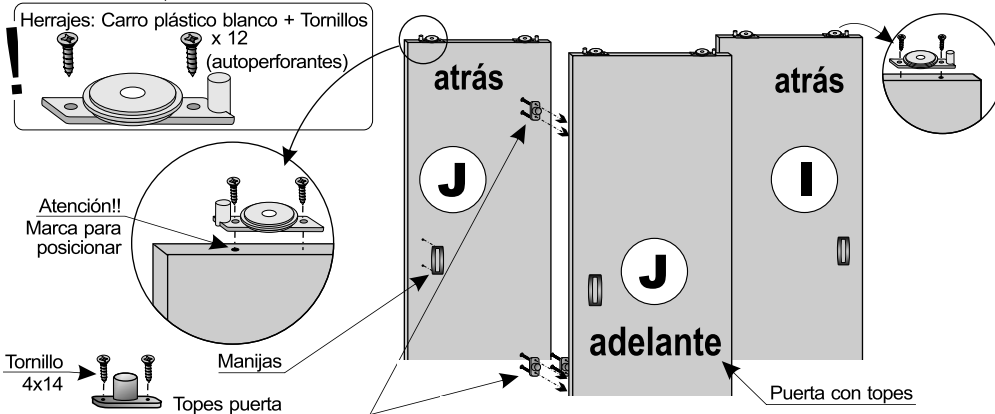 Herrajes: Carro plástico blanco + Tornillos
x 12
(autoperforantes)
!
atrás
J
atrás
I
J
adelante
Atención!!
Marca para
posicionar
Manijas
Tornillo
4x14
Topes puerta
Puerta con topes